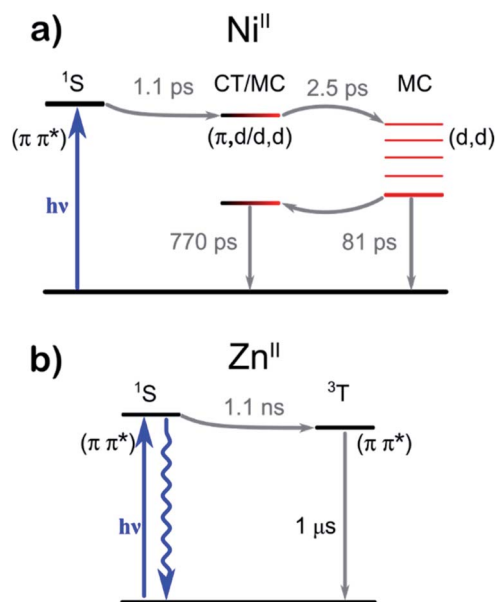 a) Ni^II
¹S 1.1 ps CT/MC 2.5 ps MC
(π π*) (π,d/d,d) (d,d)
hν 770 ps 81 ps
b) Zn^II
¹S 1.1 ns ³T
(π π*) (π π*)
hν 1 μs